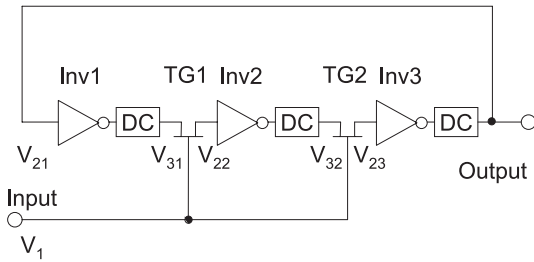 Inv1
TG1
Inv2
TG2
Inv3
DC
DC
DC
V21
V31
V22
V32
V23
Output
Input
V1